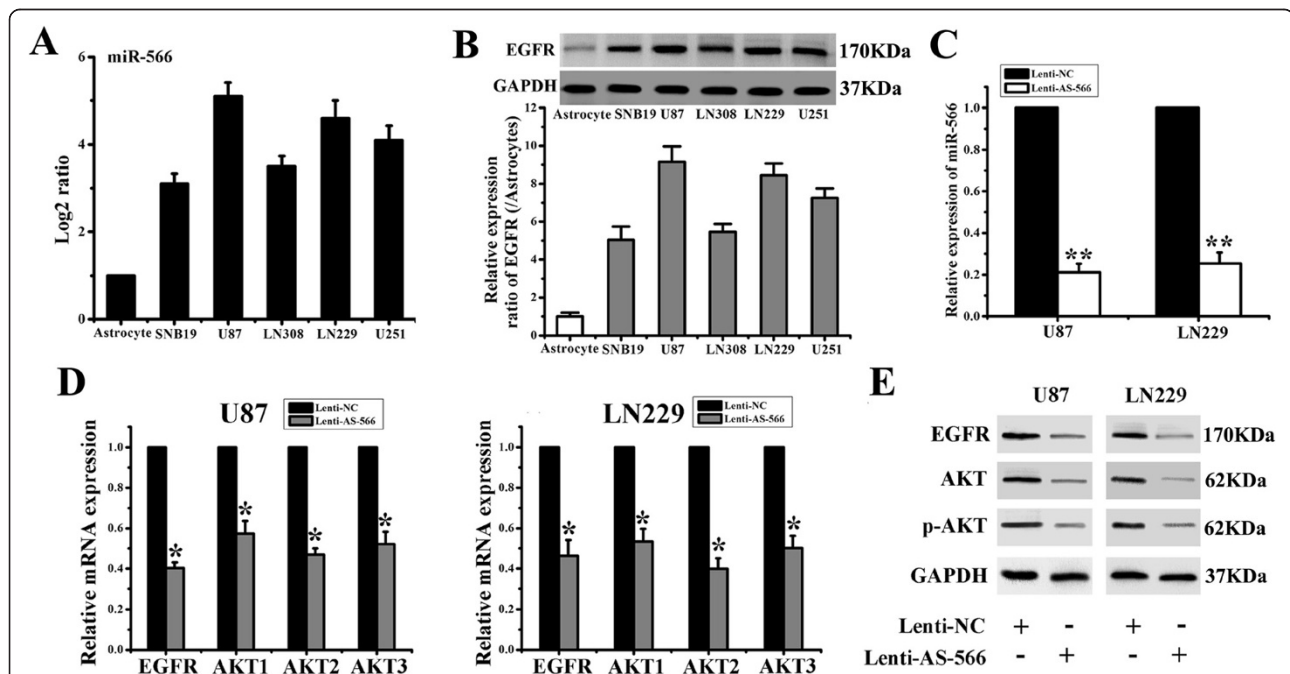 A
miR-566
Log2 ratio
6
4
2
0
Astrocyte SNB19 U87 LN308 LN229 U251
B
EGFR 170KDa
GAPDH 37KDa
Astrocyte SNB19 U87 LN308 LN229 U251
Relative expression
ratio of EGFR (/Astrocytes)
12
10
8
6
4
2
0
Astrocyte SNB19 U87 LN308 LN229 U251
C
Lenti-NC
Lenti-AS-566
Relative expression of miR-566
1.0
0.8
0.6
0.4
0.2
0.0
** **
U87 LN229
D
U87
Lenti-NC
Lenti-AS-566
Relative mRNA expression
1.0
0.8
0.6
0.4
0.2
0.0
* * * *
EGFR AKT1 AKT2 AKT3
LN229
Lenti-NC
Lenti-AS-566
Relative mRNA expression
1.0
0.8
0.6
0.4
0.2
0.0
* * * *
EGFR AKT1 AKT2 AKT3
E
U87 LN229
EGFR 170KDa
AKT 62KDa
p-AKT 62KDa
GAPDH 37KDa
Lenti-NC + - + -
Lenti-AS-566 - + - +